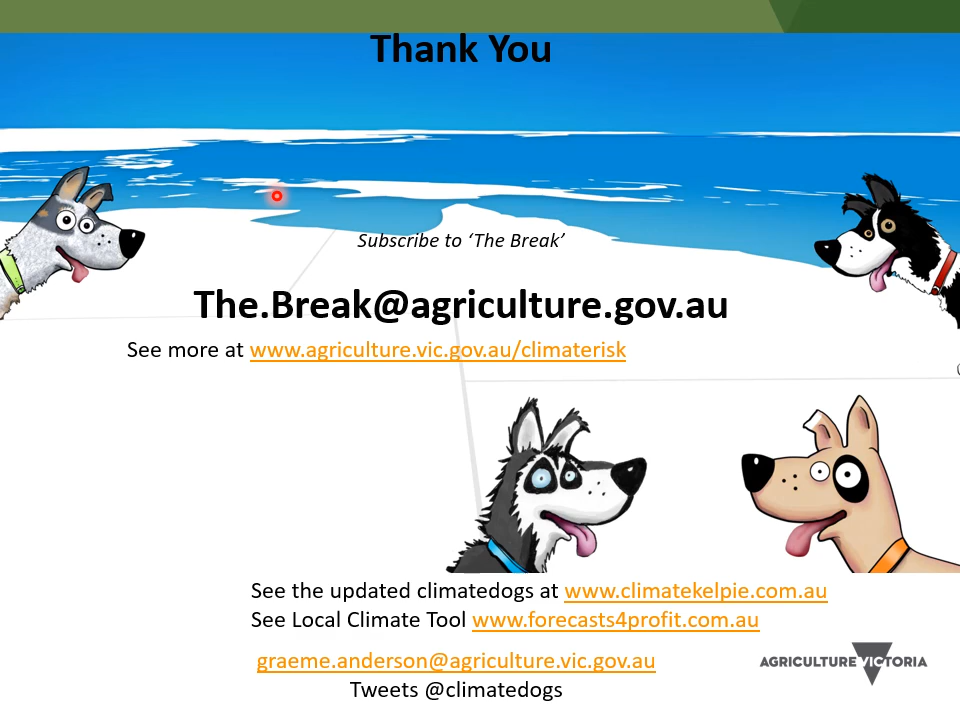 Thank You
Subscribe to ‘The Break’
The.Break@agriculture.gov.au
See more at www.agriculture.vic.gov.au/climaterisk
See the updated climatedogs at www.climatekelpie.com.au
See Local Climate Tool www.forecasts4profit.com.au
graeme.anderson@agriculture.vic.gov.au
Tweets @climatedogs
AGRICULTURE VICTORIA